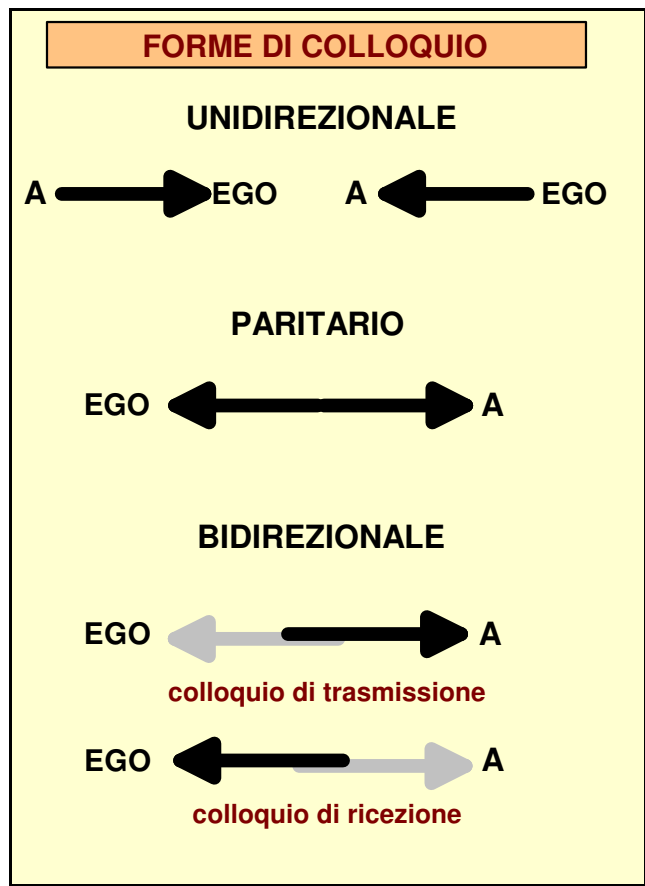 FORME DI COLLOQUIO
UNIDIREZIONALE
A EGO A EGO
PARITARIO
EGO A
BIDIREZIONALE
EGO A
colloquio di trasmissione
EGO A
colloquio di ricezione